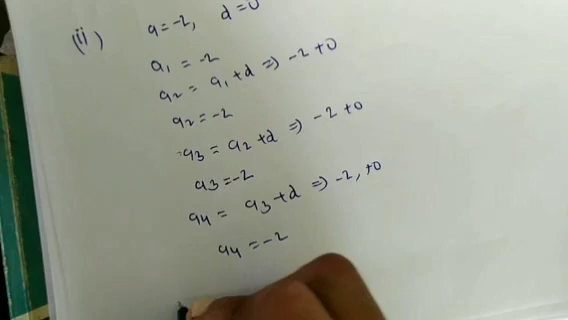 (ii) a=-2, d=0
a1 = -2
a2 = a1+d => -2+0
a2=-2
a3 = a2+d => -2+0
a3=-2
a4 = a3+d => -2,+0
a4 =-2